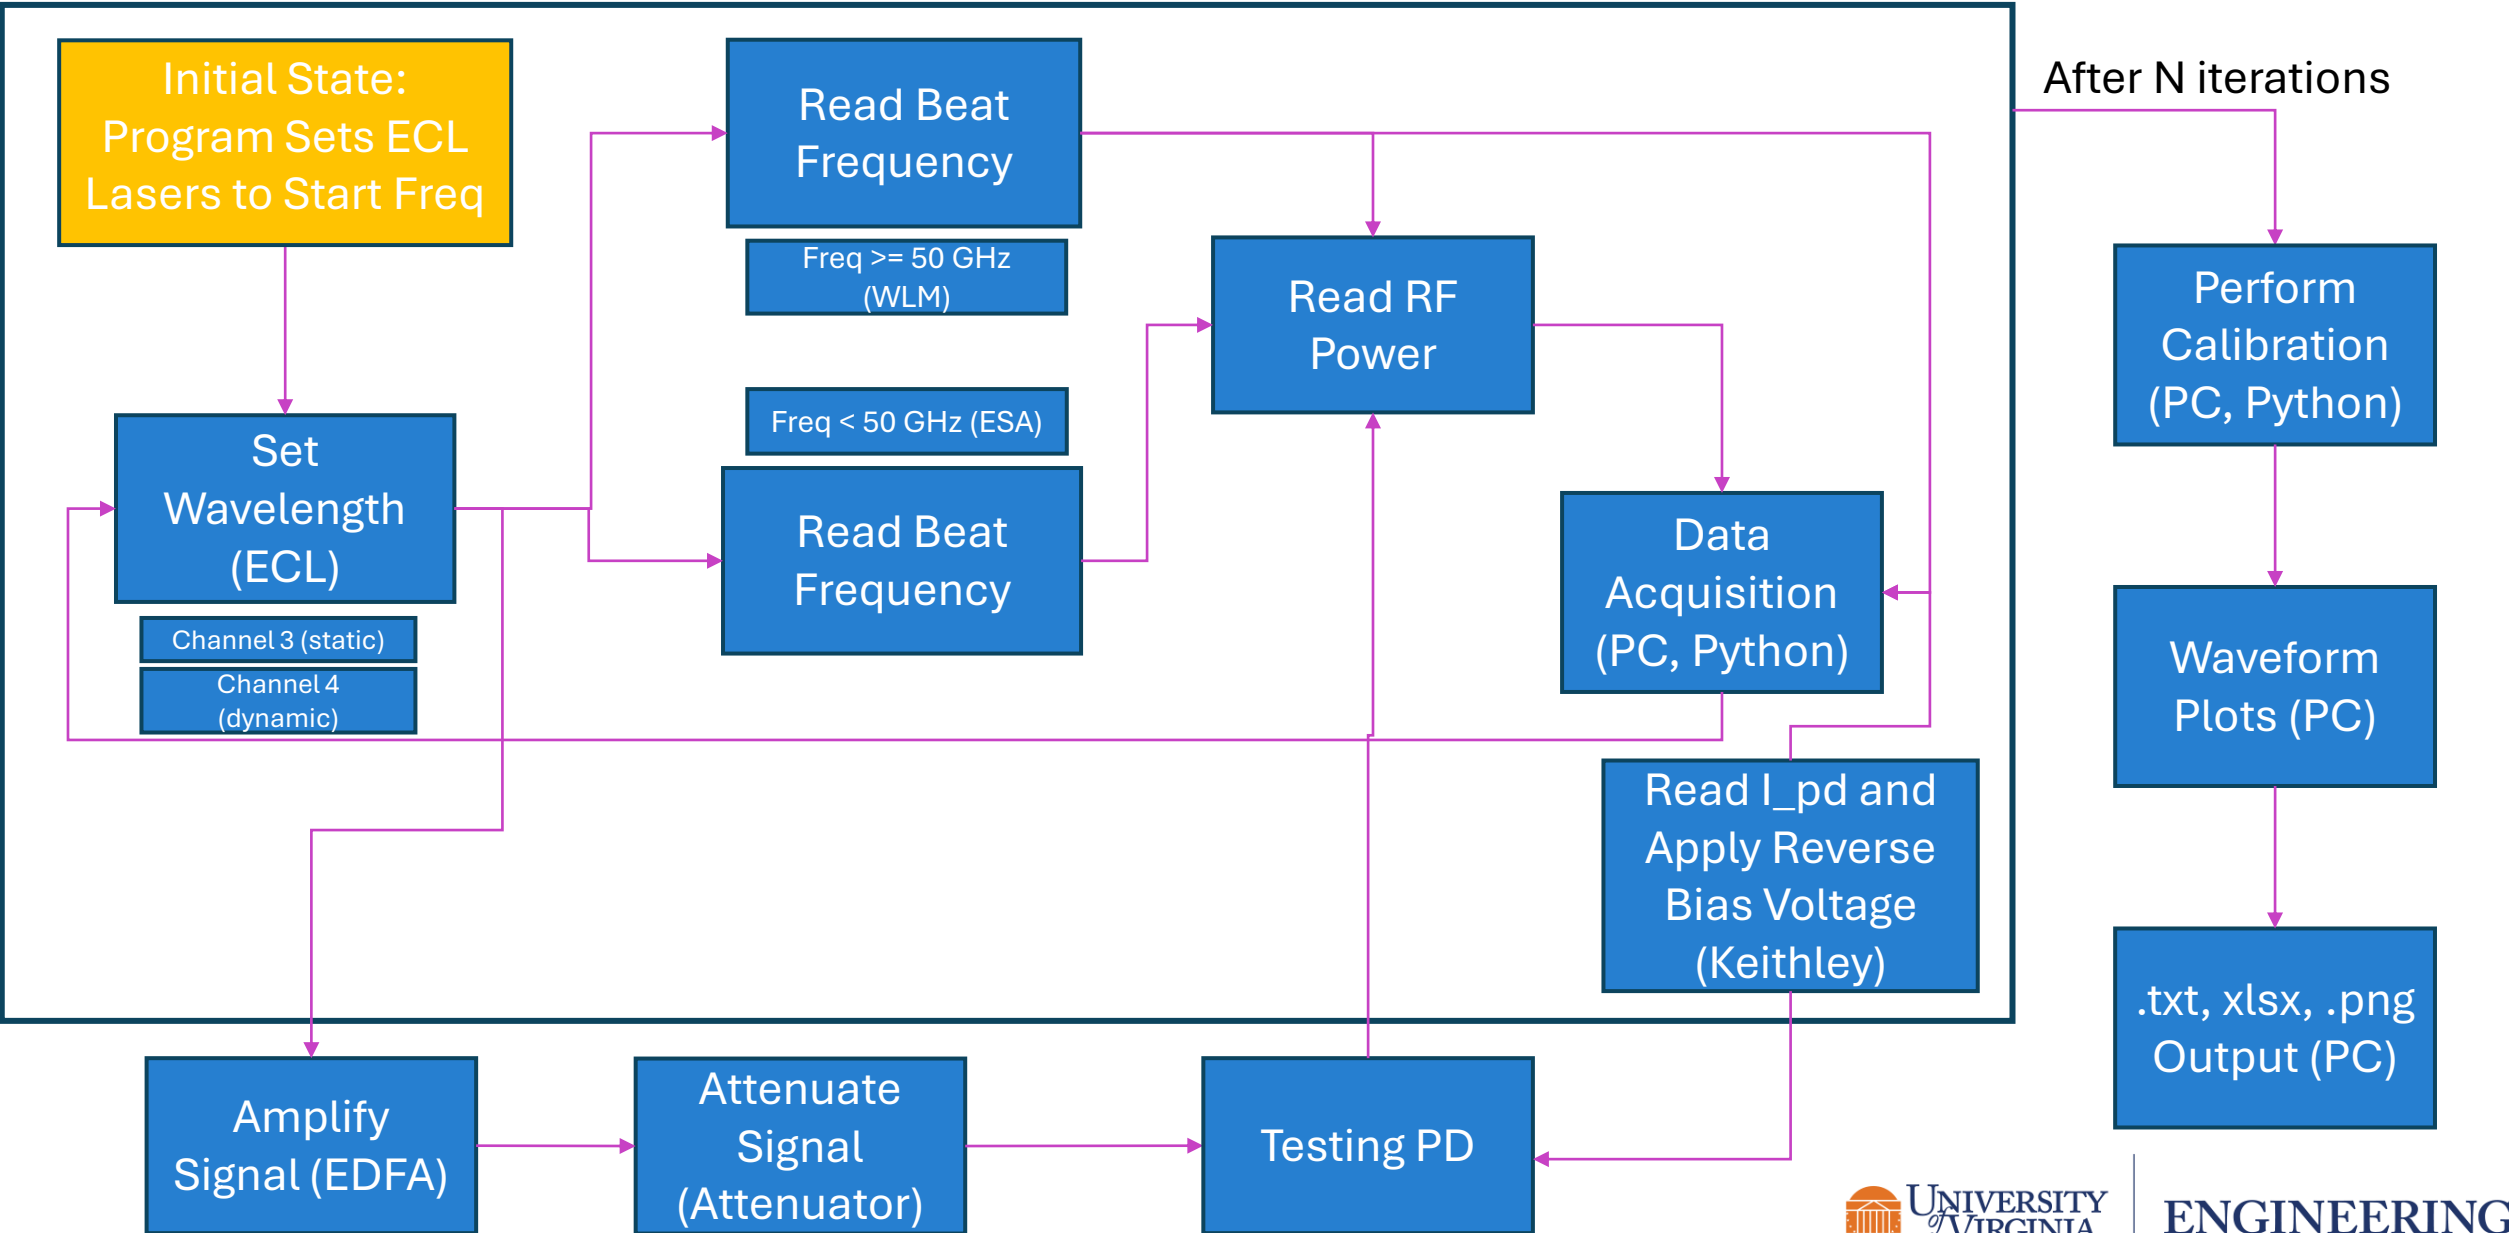 Initial State:
Program Sets ECL
Lasers to Start Freq
Read Beat
Frequency
Freq >= 50 GHz
(WLM)
Freq < 50 GHz (ESA)
Read Beat
Frequency
Set
Wavelength
(ECL)
Channel 3 (static)
Channel 4
(dynamic)
Read RF
Power
Data
Acquisition
(PC, Python)
Read I_pd and
Apply Reverse
Bias Voltage
(Keithley)
Amplify
Signal (EDFA)
Attenuate
Signal
(Attenuator)
Testing PD
After N iterations
Perform
Calibration
(PC, Python)
Waveform
Plots (PC)
.txt, xlsx, .png
Output (PC)
UNIVERSITY
of VIRGINIA
ENGINEERING